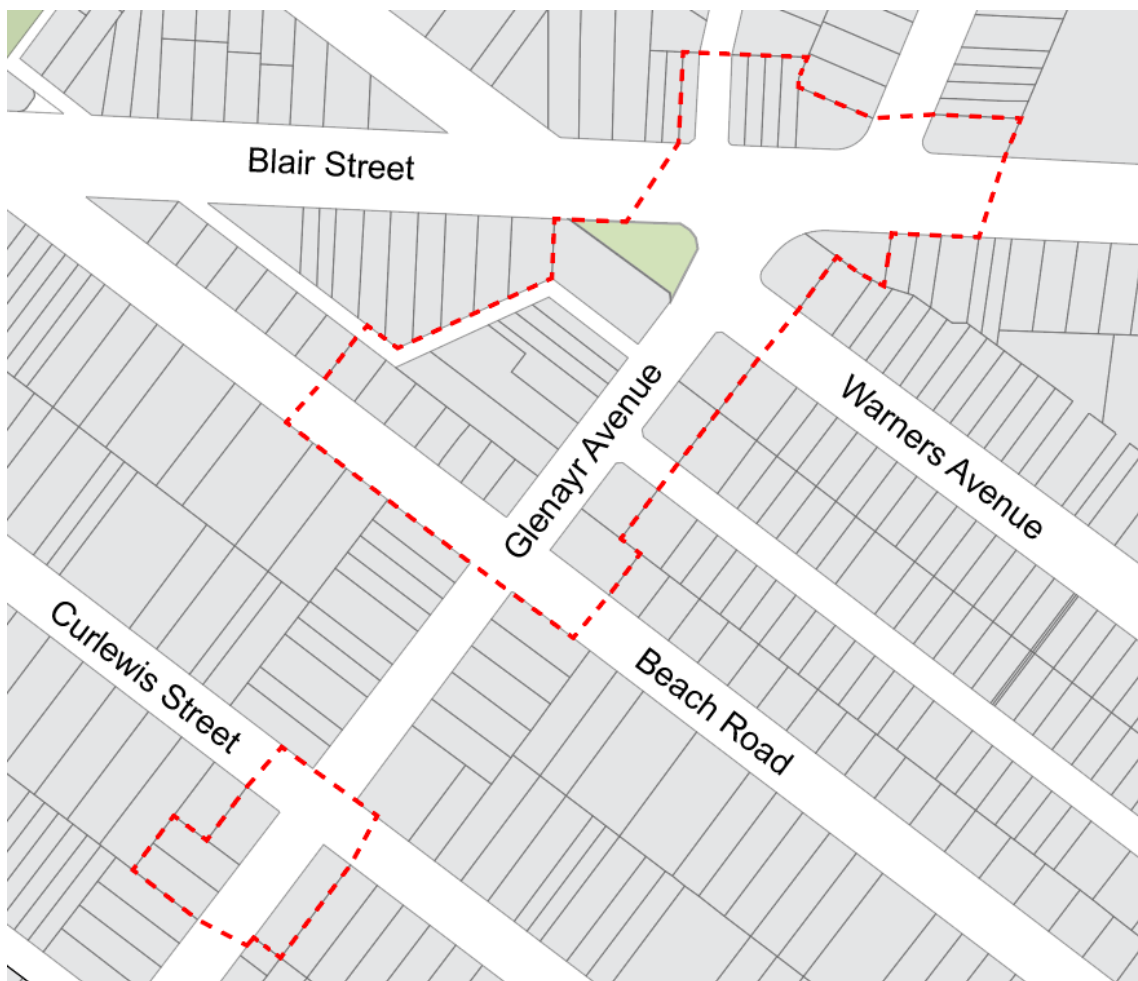 Blair Street
Glenayr Avenue
Warners Avenue
Curlewis Street
Beach Road